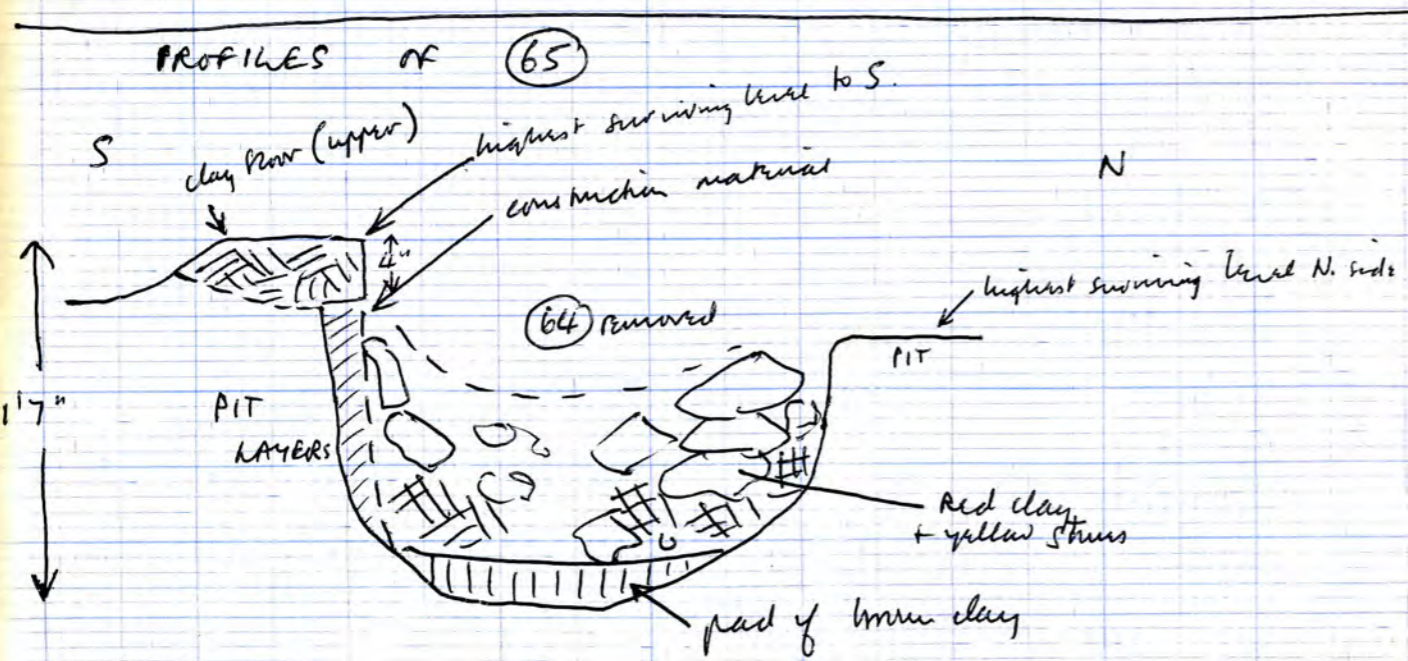 PROFILES OF 65
S
clay floor (upper)
highest surviving level to S.
construction material
N
4"
highest surviving level N. side
64 removed
PIT
1'7"
PIT
LAYERS
Red clay
+ yellow stones
pad of brown clay